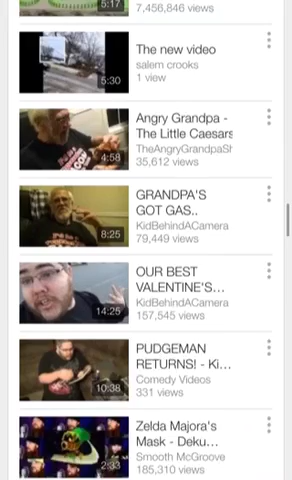 5:17
7,456,846 views
5:30
The new video
salem crooks
1 view
4:58
Angry Grandpa -
The Little Caesars
TheAngryGrandpaSh
35,612 views
8:25
GRANDPA'S
GOT GAS..
KidBehindACamera
79,449 views
14:25
OUR BEST
VALENTINE'S...
KidBehindACamera
157,545 views
10:38
PUDGEMAN
RETURNS! - Ki...
Comedy Videos
331 views
2:33
Zelda Majora's
Mask - Deku...
Smooth McGroove
185,310 views